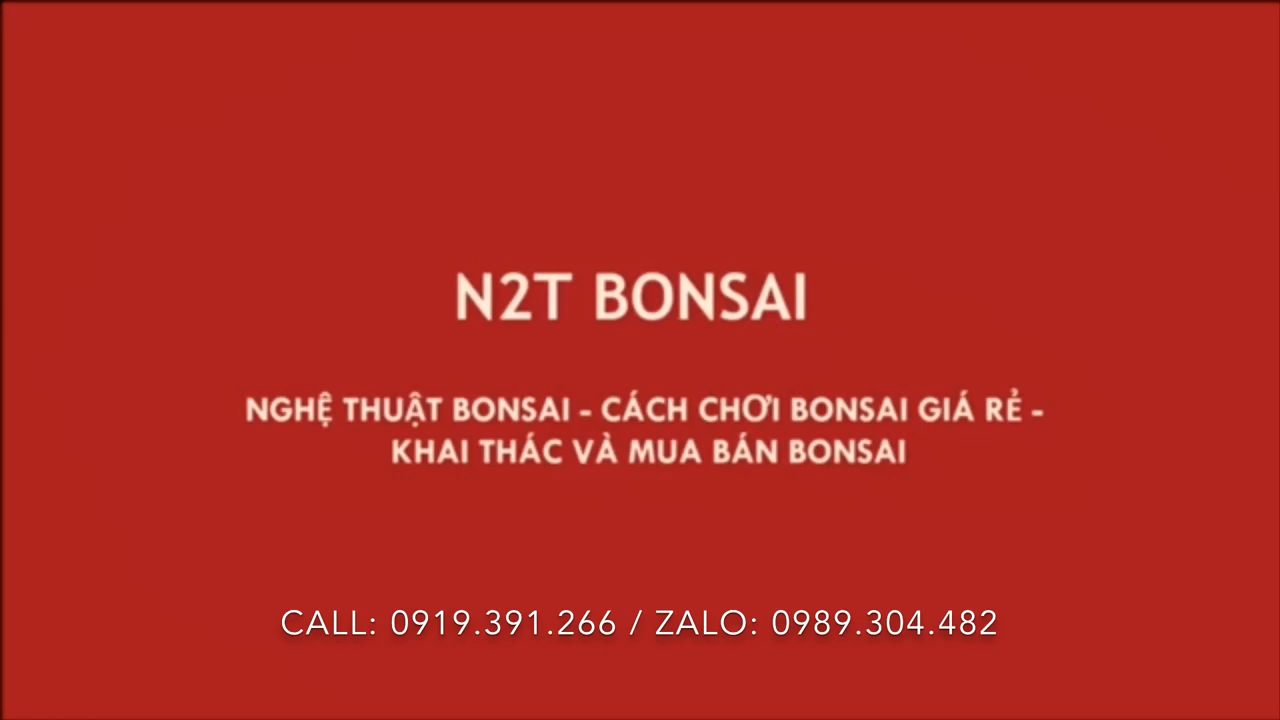 N2T BONSAI
NGHỆ THUẬT BONSAI - CÁCH CHƠI BONSAI GIÁ RẺ -
KHAI THÁC VÀ MUA BÁN BONSAI
CALL: 0919.391.266 / ZALO: 0989.304.482